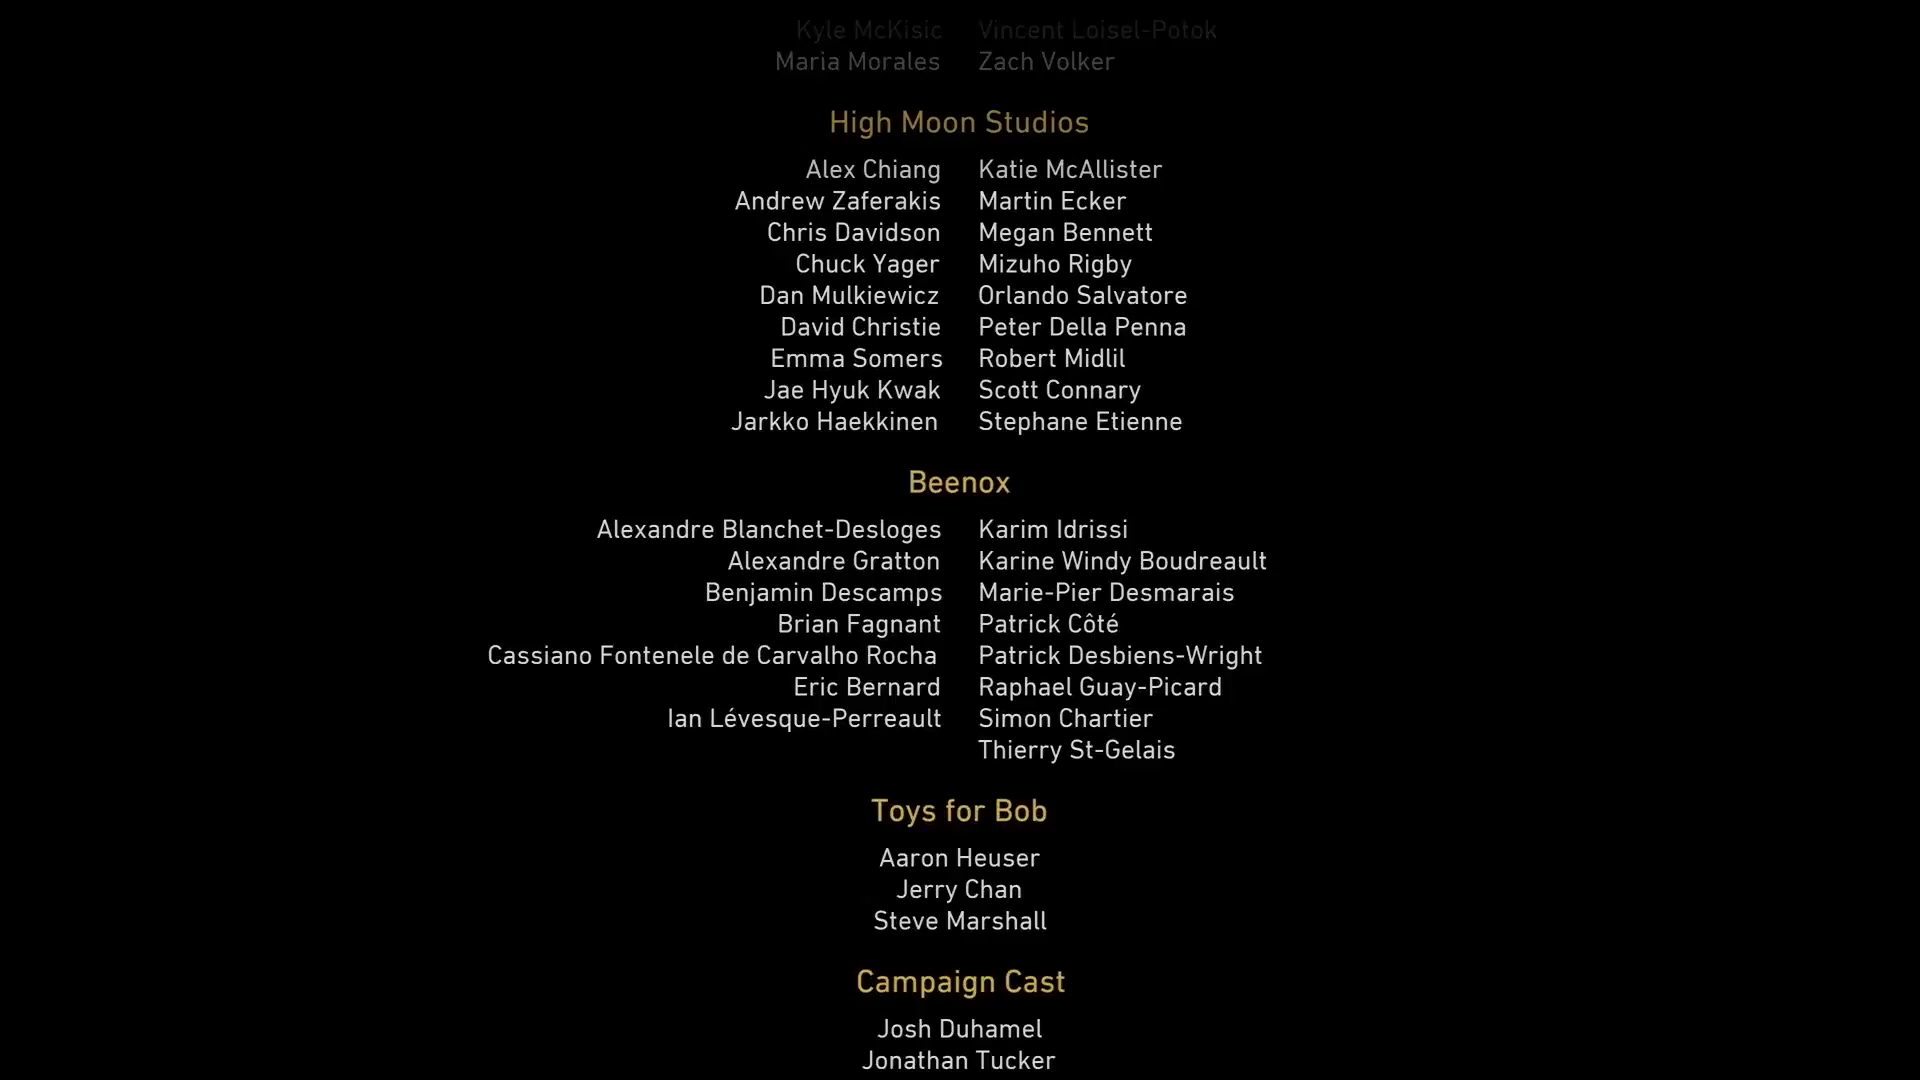 Kyle McKisic Vincent Loisel-Potok
Maria Morales Zach Volker
High Moon Studios
Alex Chiang Katie McAllister
Andrew Zaferakis Martin Ecker
Chris Davidson Megan Bennett
Chuck Yager Mizuho Rigby
Dan Mulkiewicz Orlando Salvatore
David Christie Peter Della Penna
Emma Somers Robert Midlil
Jae Hyuk Kwak Scott Connary
Jarkko Haekkinen Stephane Etienne
Beenox
Alexandre Blanchet-Desloges Karim Idrissi
Alexandre Gratton Karine Windy Boudreault
Benjamin Descamps Marie-Pier Desmarais
Brian Fagnant Patrick Côté
Cassiano Fontenele de Carvalho Rocha Patrick Desbiens-Wright
Eric Bernard Raphael Guay-Picard
Ian Lévesque-Perreault Simon Chartier
Thierry St-Gelais
Toys for Bob
Aaron Heuser
Jerry Chan
Steve Marshall
Campaign Cast
Josh Duhamel
Jonathan Tucker